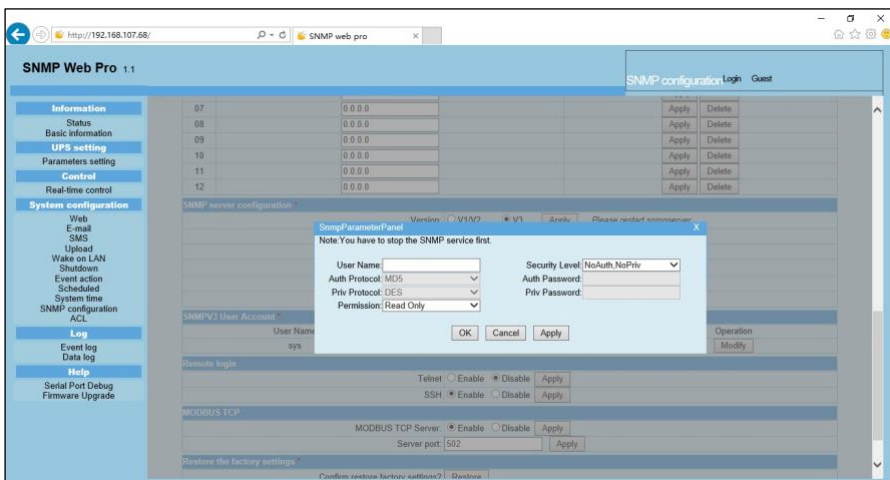 http://192.168.107.68/
SNMP web pro
SNMP Web Pro 1.1
SNMP configuration Login Guest
Information
Status
Basic information
UPS setting
Parameters setting
Control
Real-time control
System configuration
Web
E-mail
SMS
Upload
Wake on LAN
Shutdown
Event action
Scheduled
System time
SNMP configuration
ACL
Log
Event log
Data log
Help
Serial Port Debug
Firmware Upgrade
07 0.0.0.0 Apply Delete
08 0.0.0.0 Apply Delete
09 0.0.0.0 Apply Delete
10 0.0.0.0 Apply Delete
11 0.0.0.0 Apply Delete
12 0.0.0.0 Apply Delete
SNMP server configuration *
Version: V1/V2 V3 Apply Please restart snmpserver
SnmpParameterPanel X
Note:You have to stop the SNMP service first.
User Name: Security Level: NoAuth,NoPriv
Auth Protocol: MD5 Auth Password:
Priv Protocol: DES Priv Password:
Permission: Read Only
OK Cancel Apply
SNMPV3 User Account *
User Name Operation
sys Modify
Remote login
Telnet Enable Disable Apply
SSH Enable Disable Apply
MODBUS TCP
MODBUS TCP Server: Enable Disable Apply
Server port: 502 Apply
Restore the factory settings *
Confirm restore factory settings? Restore